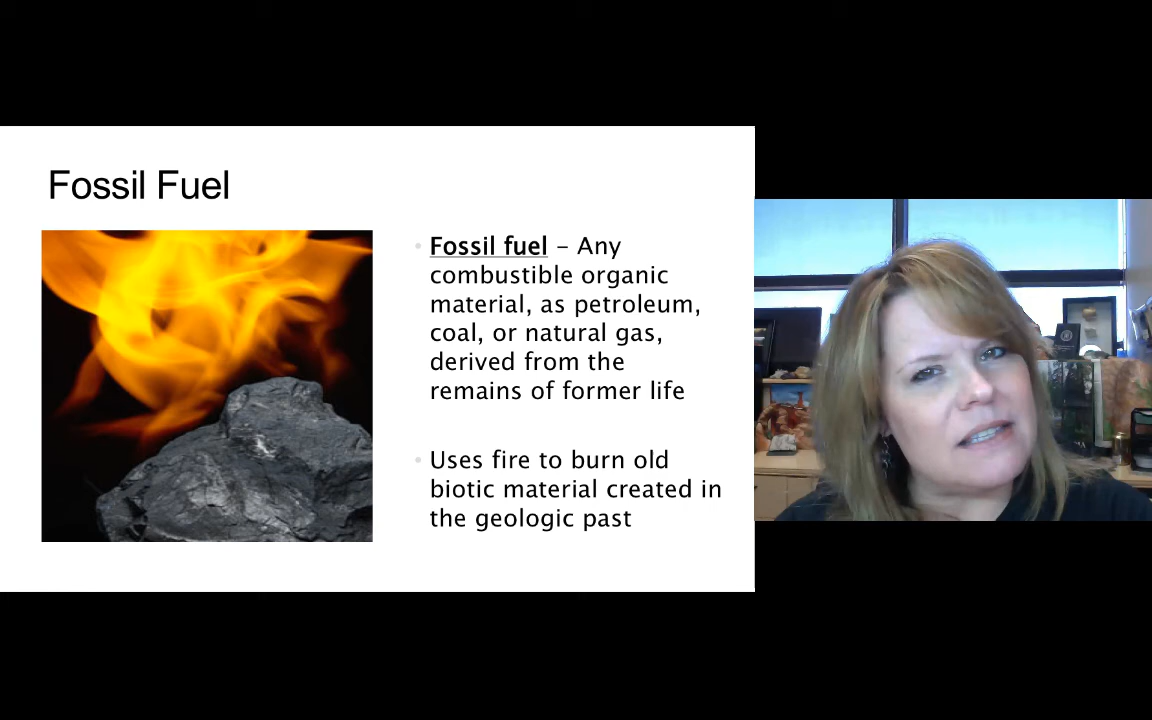 Fossil Fuel
• Fossil fuel – Any
combustible organic
material, as petroleum,
coal, or natural gas,
derived from the
remains of former life
• Uses fire to burn old
biotic material created in
the geologic past